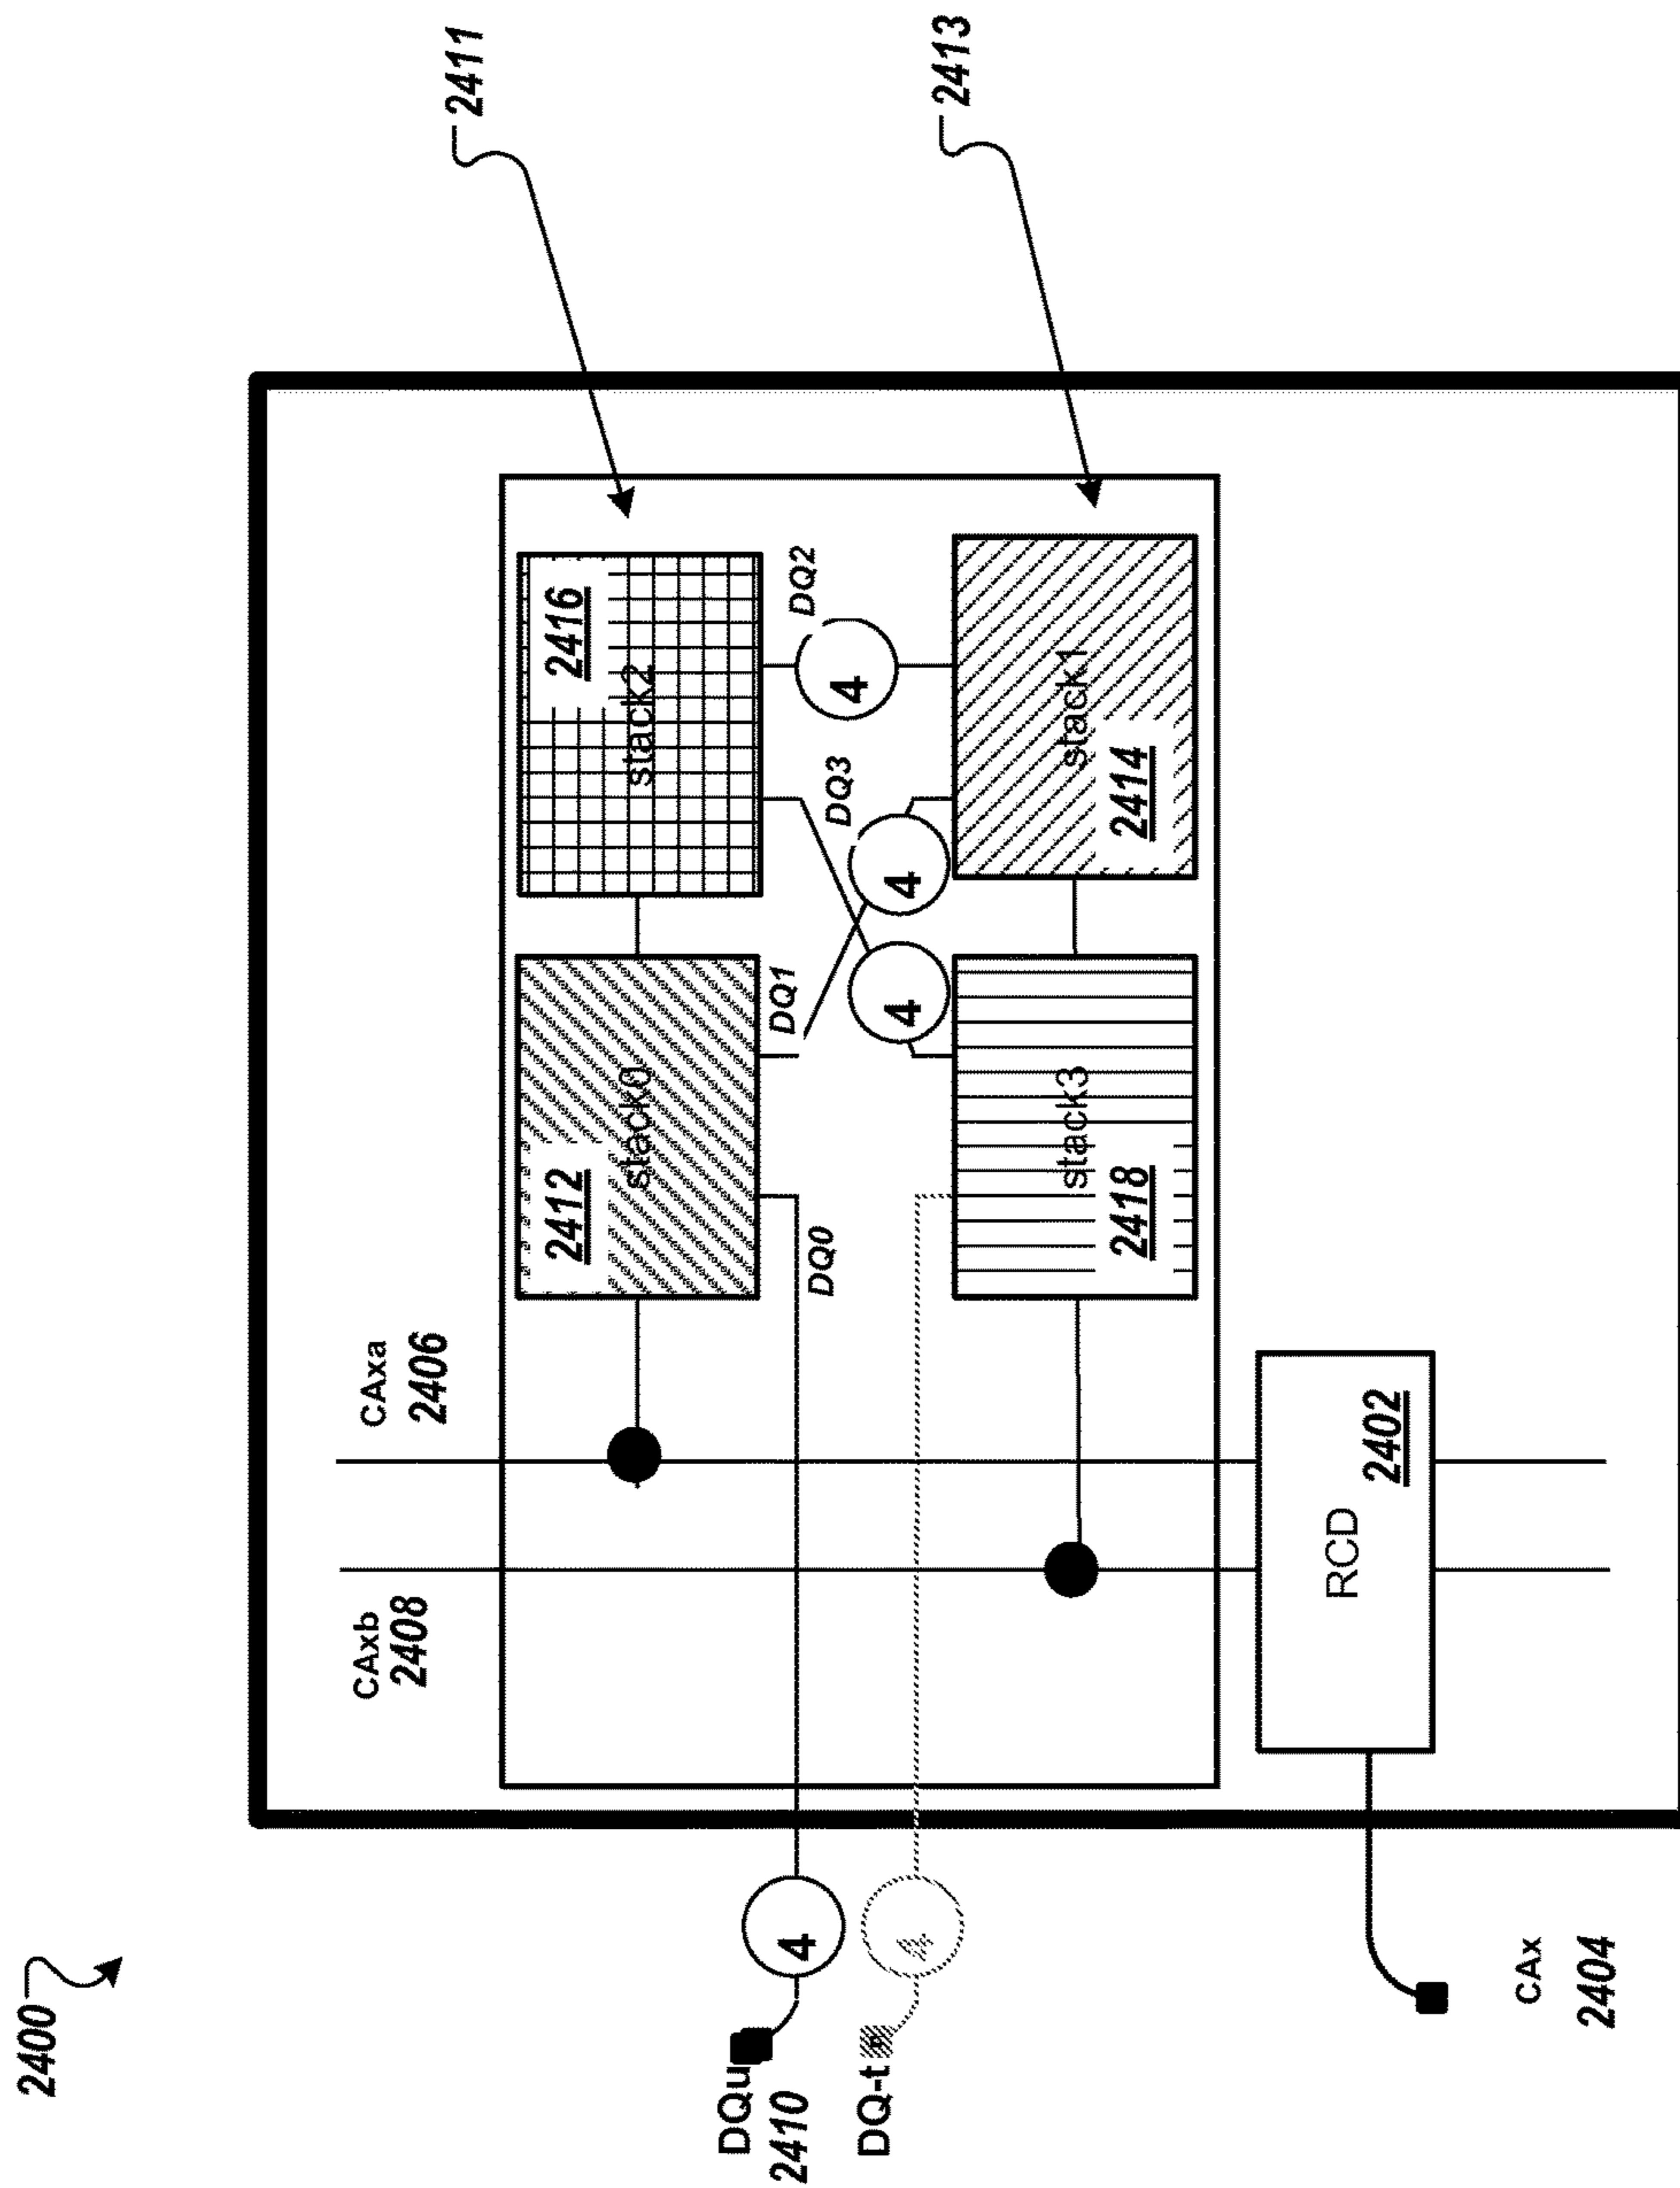 2400
DQu
2410
DQ-t
4
4
CAx
2404
CAxb
2408
CAxa
2406
RCD
2402
2412
stack0
DQ0
DQ1
2418
stack3
4
4
DQ3
DQ2
4
2416
stack2
2414
stack1
2411
2413